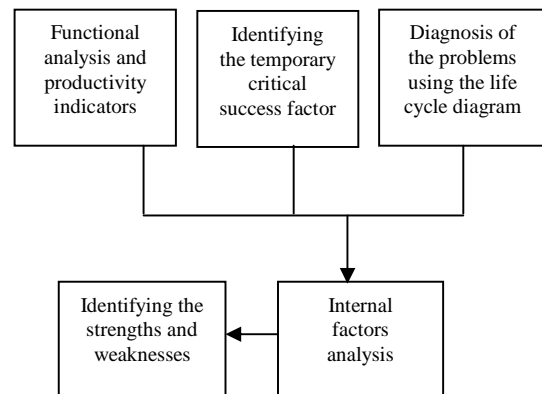 Functional
analysis and
productivity
indicators
Identifying
the temporary
critical
success factor
Diagnosis of
the problems
using the life
cycle diagram
Identifying the
strengths and
weaknesses
Internal
factors
analysis